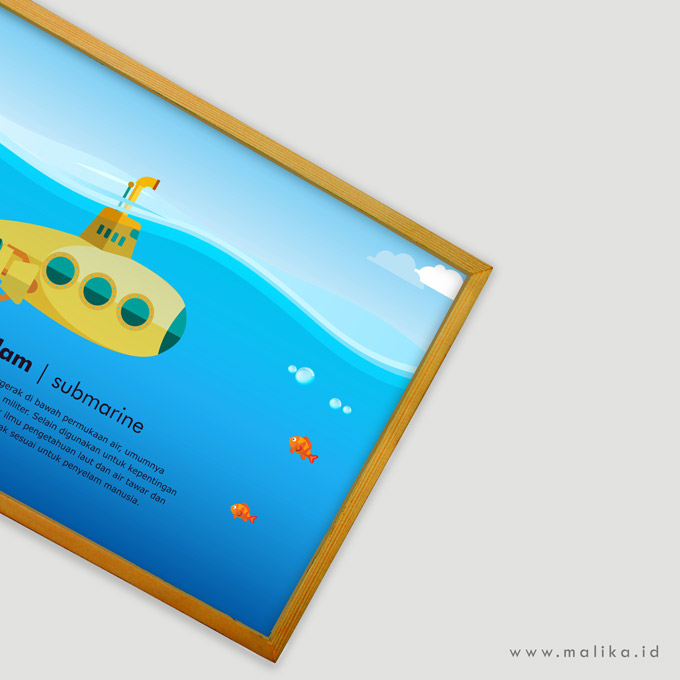 lam | submarine
gerak di bawah permukaan air, umumnya
militer. Selain digunakan untuk kepentingan
ilmu pengetahuan laut dan air tawar dan
ak sesuai untuk penyelam manusia.
www.malika.id